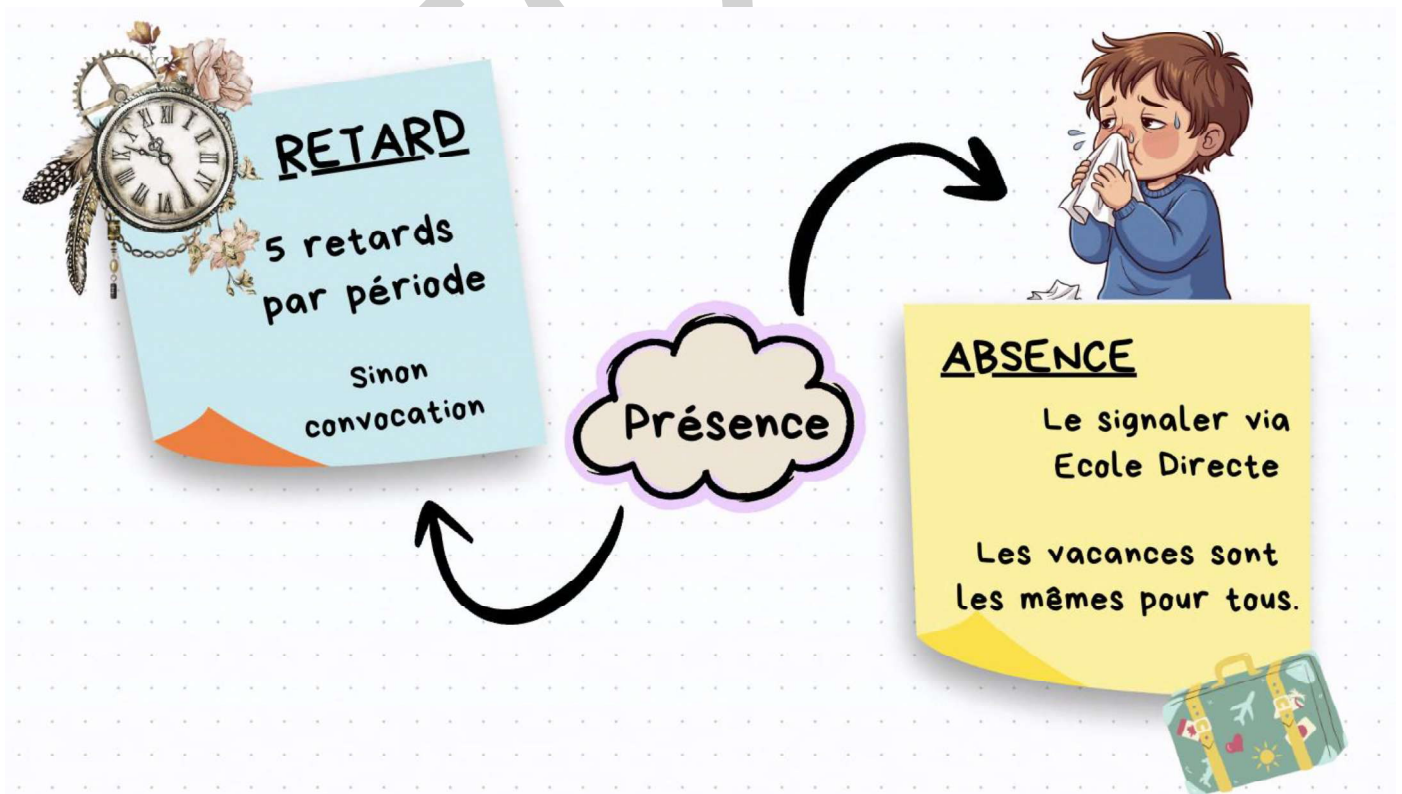 RETARD
5 retards
par période
Sinon
convocation
Présence
ABSENCE
Le signaler via
Ecole Directe
Les vacances sont
les mêmes pour tous.